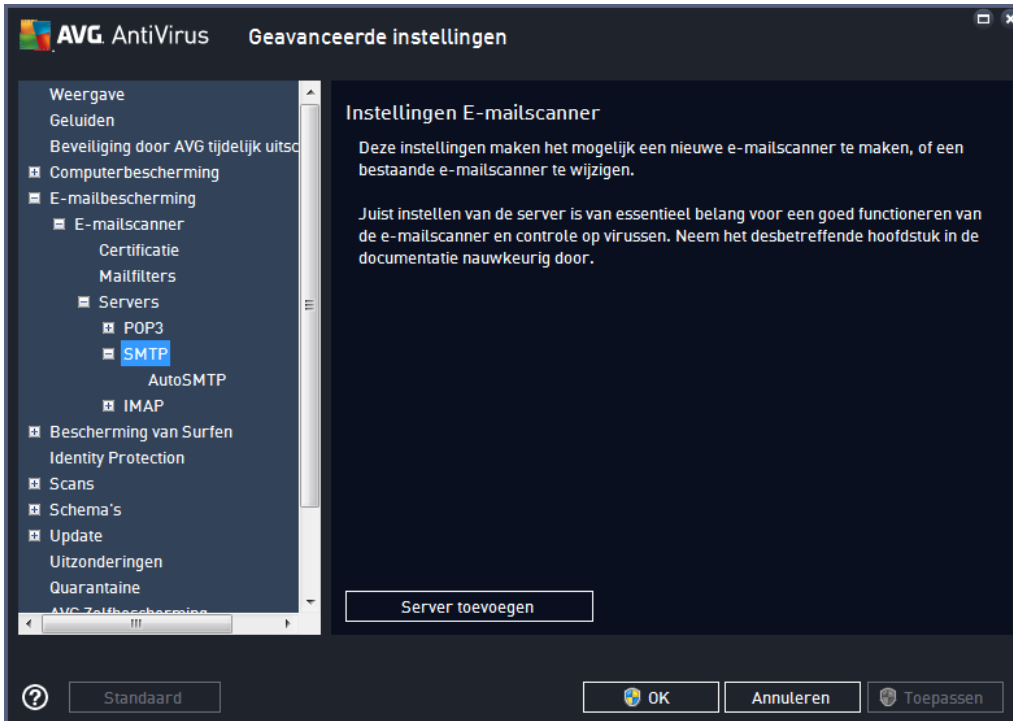 AVG. AntiVirus Geavanceerde instellingen
Weergave
Geluiden
Beveiliging door AVG tijdelijk uitsc
Computerbescherming
E-mailbescherming
E-mailscanner
Certificatie
Mailfilters
Servers
POP3
SMTP
AutoSMTP
IMAP
Bescherming van Surfen
Identity Protection
Scans
Schema's
Update
Uitzonderingen
Quarantaine
AVG Zelfbescherming
Instellingen E-mailscanner
Deze instellingen maken het mogelijk een nieuwe e-mailscanner te maken, of een
bestaande e-mailscanner te wijzigen.
Juist instellen van de server is van essentieel belang voor een goed functioneren van
de e-mailscanner en controle op virussen. Neem het desbetreffende hoofdstuk in de
documentatie nauwkeurig door.
Server toevoegen
Standaard
OK
Annuleren
Toepassen